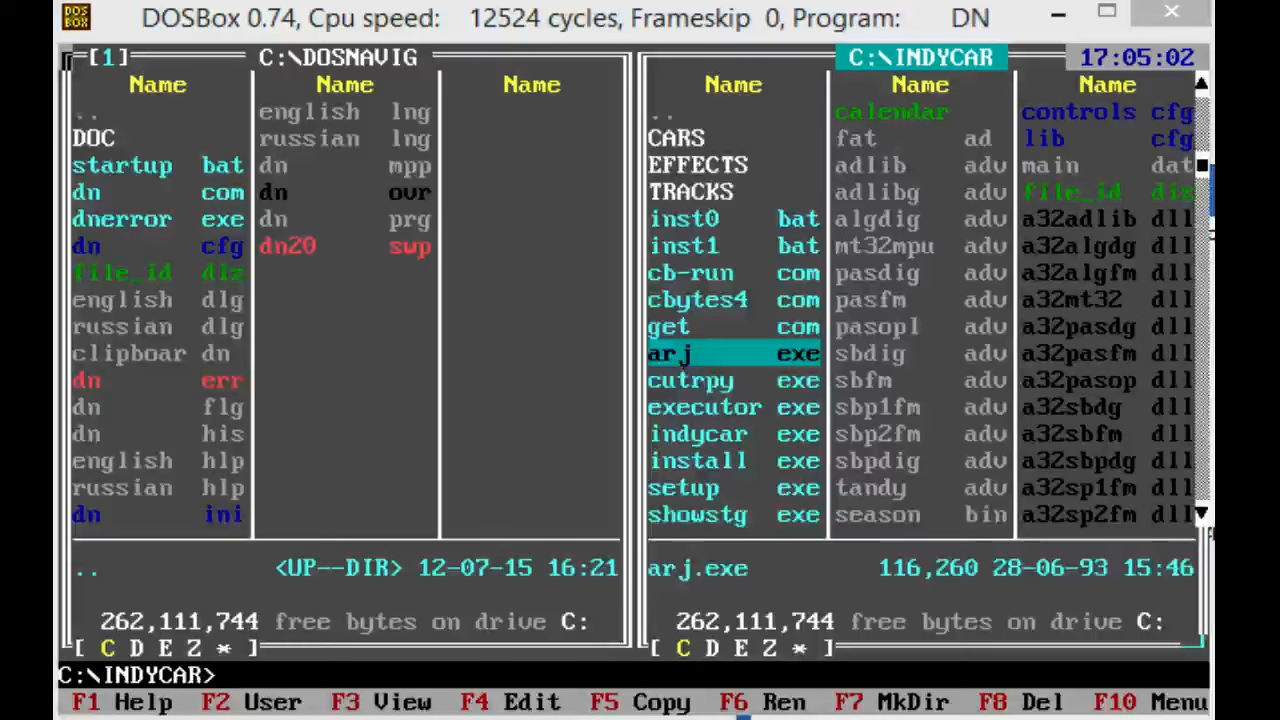 DOSBox 0.74, Cpu speed: 12524 cycles, Frameskip 0, Program: DN
[1] C:\DOSNAVIG
Name Name Name
.. english lng
DOC russian lng
startup bat dn mpp
dn com dn ovr
dnerror exe dn prg
dn cfg dn20 swp
file_id diz
english dlg
russian dlg
clipboar dn
dn err
dn flg
dn his
english hlp
russian hlp
dn ini
.. <UP--DIR> 12-07-15 16:21
262,111,744 free bytes on drive C:
[ C D E Z * ]
C:\INDYCAR 17:05:02
Name Name Name
.. calendar controls cfg
CARS fat ad lib cfg
EFFECTS adlib adv main dat
TRACKS adlibg adv file_id diz
inst0 bat algdig adv a32adlib dll
inst1 bat mt32mpu adv a32algdg dll
cb-run com pasdig adv a32algfm dll
cbytes4 com pasfm adv a32mt32 dll
get com pasopl adv a32pasdg dll
arj exe sbdig adv a32pasfm dll
cutrpy exe sbfm adv a32pasop dll
executor exe sbp1fm adv a32sbdg dll
indycar exe sbp2fm adv a32sbfm dll
install exe sbpdig adv a32sbpdg dll
setup exe tandy adv a32sp1fm dll
showstg exe season bin a32sp2fm dll
arj.exe 116,260 28-06-93 15:46
262,111,744 free bytes on drive C:
[ C D E Z * ]
C:\INDYCAR>
F1 Help F2 User F3 View F4 Edit F5 Copy F6 Ren F7 MkDir F8 Del F10 Menu